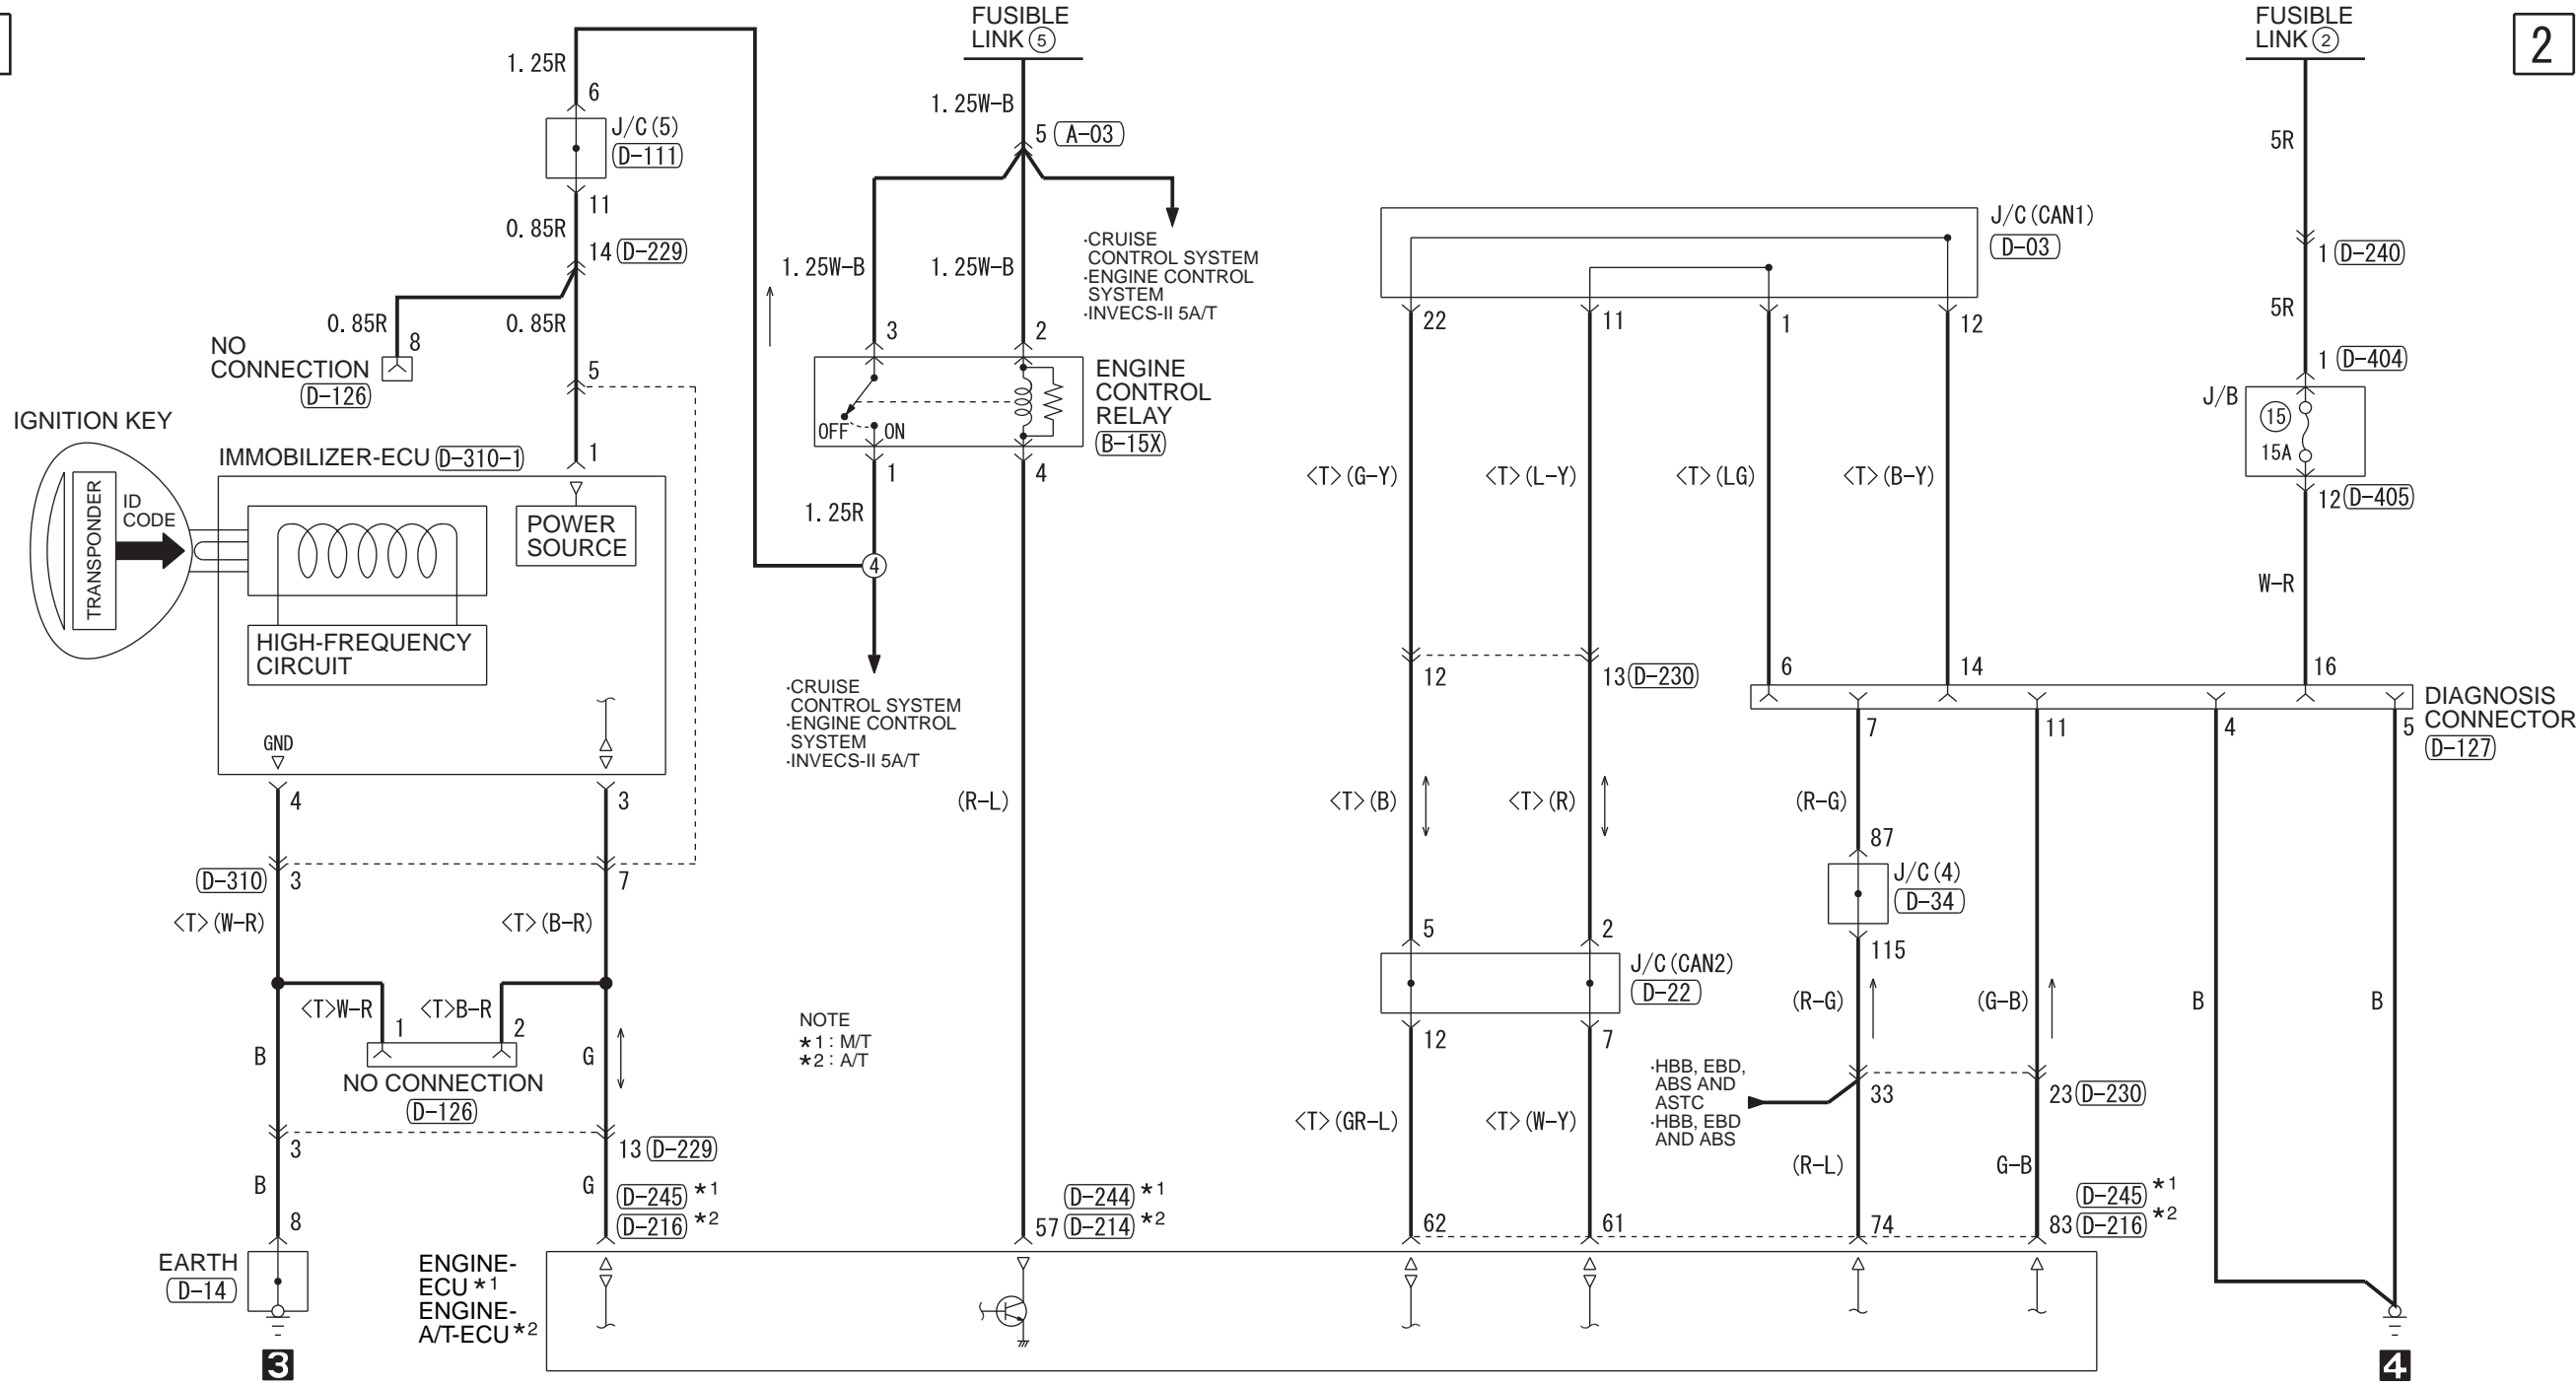 FUSIBLE
LINK 5
FUSIBLE
LINK 2
2
1.25R
6
J/C(5)
D-111
11
0.85R
14 D-229
0.85R
0.85R
8
NO
CONNECTION
D-126
5
1
1.25W-B
5 A-03
·CRUISE
CONTROL SYSTEM
·ENGINE CONTROL
SYSTEM
·INVECS-II 5A/T
1.25W-B
1.25W-B
3
2
ENGINE
CONTROL
RELAY
B-15X
OFF
ON
1
4
1.25R
4
·CRUISE
CONTROL SYSTEM
·ENGINE CONTROL
SYSTEM
·INVECS-II 5A/T
IGNITION KEY
TRANSPONDER
ID
CODE
IMMOBILIZER-ECU D-310-1
POWER
SOURCE
HIGH-FREQUENCY
CIRCUIT
GND
4
3
D-310
3
7
<T>(W-R)
<T>(B-R)
<T>W-R
<T>B-R
1
2
B
G
NO CONNECTION
D-126
3
13 D-229
B
G
8
EARTH
D-14
3
D-245 *1
D-216 *2
NOTE
*1 : M/T
*2 : A/T
(R-L)
D-244 *1
57 D-214 *2
ENGINE-
ECU *1
ENGINE-
A/T-ECU *2
J/C(CAN1)
D-03
22
11
1
12
<T>(G-Y)
<T>(L-Y)
<T>(LG)
<T>(B-Y)
12
13 D-230
6
14
16
<T>(B)
<T>(R)
5
2
J/C(CAN2)
D-22
12
7
<T>(GR-L)
<T>(W-Y)
62
61
5R
1 D-240
5R
1 D-404
J/B
15
15A
12 D-405
W-R
DIAGNOSIS
CONNECTOR
D-127
7
11
4
5
(R-G)
87
J/C(4)
D-34
115
(R-G)
(G-B)
B
B
·HBB, EBD,
ABS AND
ASTC
·HBB, EBD
AND ABS
33
23 D-230
(R-L)
G-B
D-245 *1
74
83 D-216 *2
4